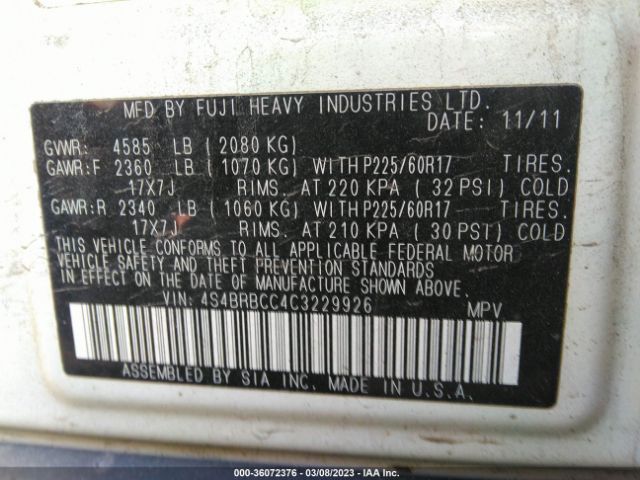 MFD BY FUJI HEAVY INDUSTRIES LTD.
DATE: 11/11
GVWR: 4585 LB (2080 KG)
GAWR:F 2360 LB (1070 KG) WITH P225/60R17 TIRES.
17X7J RIMS. AT 220 KPA (32 PSI) COLD
GAWR:R 2340 LB (1060 KG) WITH P225/60R17 TIRES.
17X7J RIMS. AT 210 KPA (30 PSI) COLD
THIS VEHICLE CONFORMS TO ALL APPLICABLE FEDERAL MOTOR
VEHICLE SAFETY AND THEFT PREVENTION STANDARDS
IN EFFECT ON THE DATE OF MANUFACTURE SHOWN ABOVE.
VIN: 4S4BRBCC4C3229926 MPV
ASSEMBLED BY SIA INC. MADE IN U.S.A.
000-36072376 | 03/08/2023 | IAA Inc.